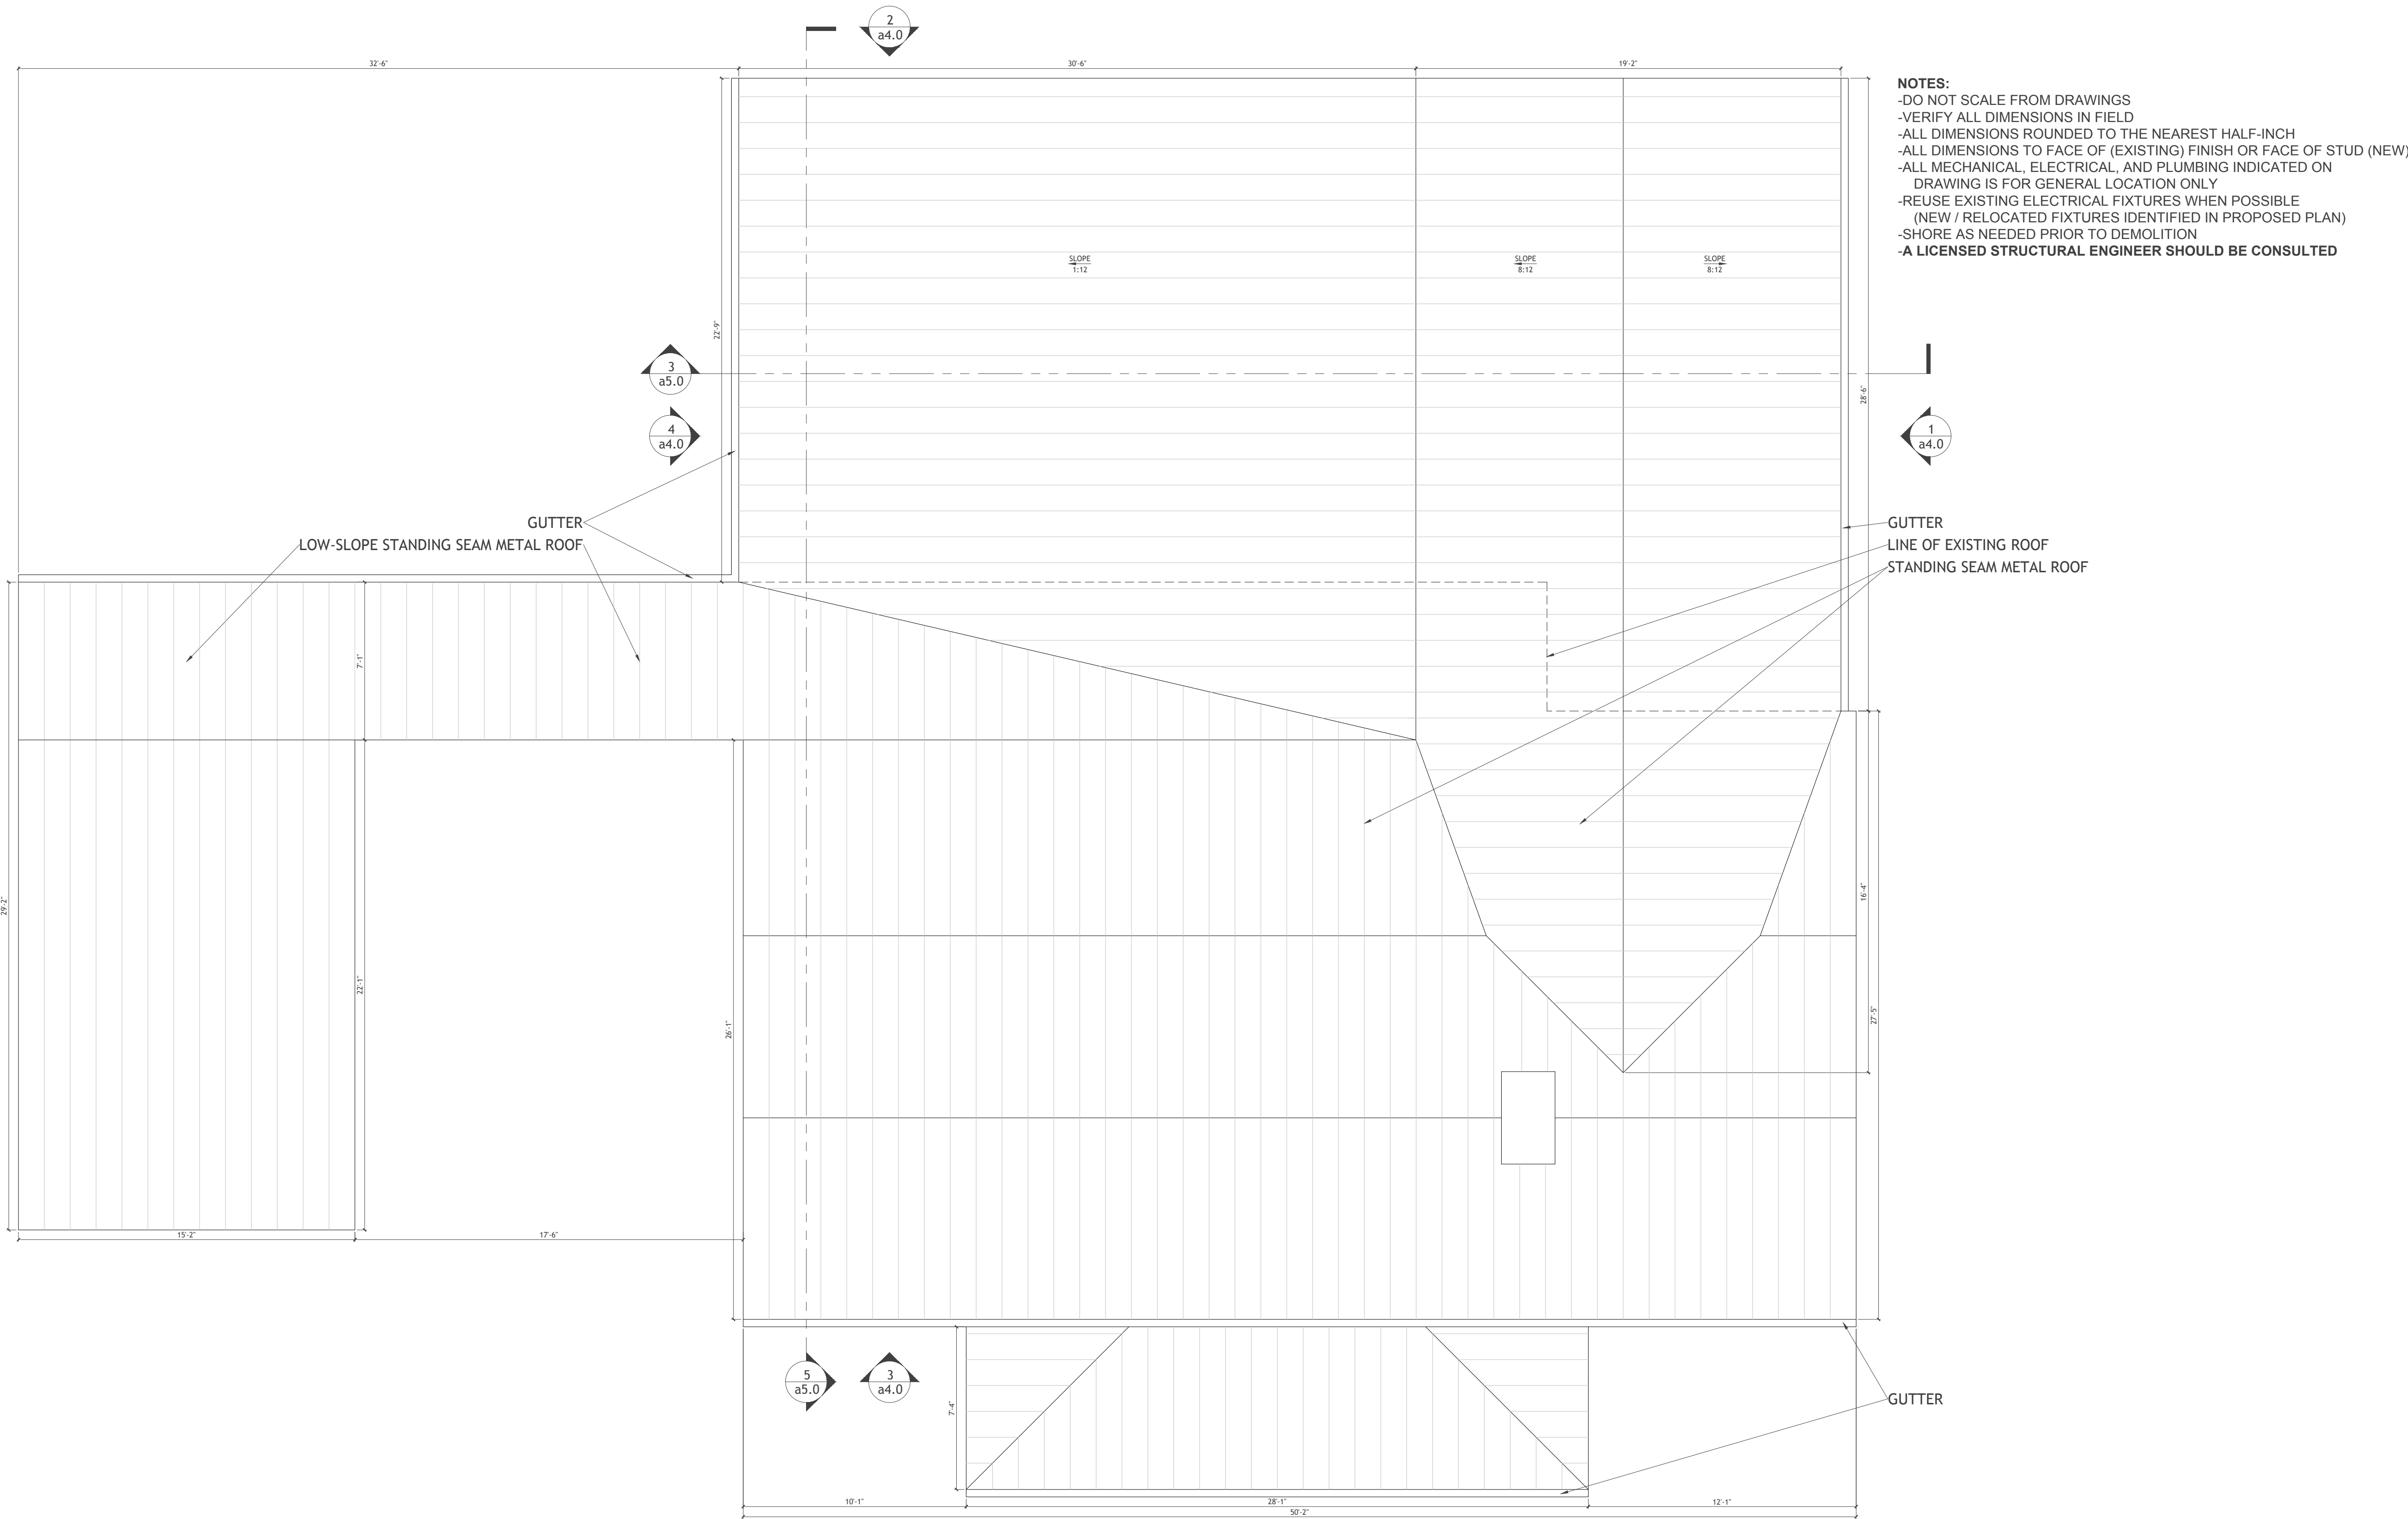 2
a4.0
32'-6"
30'-6"
19'-2"
NOTES:
-DO NOT SCALE FROM DRAWINGS
-VERIFY ALL DIMENSIONS IN FIELD
-ALL DIMENSIONS ROUNDED TO THE NEAREST HALF-INCH
-ALL DIMENSIONS TO FACE OF (EXISTING) FINISH OR FACE OF STUD (NEW)
-ALL MECHANICAL, ELECTRICAL, AND PLUMBING INDICATED ON
DRAWING IS FOR GENERAL LOCATION ONLY
-REUSE EXISTING ELECTRICAL FIXTURES WHEN POSSIBLE
(NEW / RELOCATED FIXTURES IDENTIFIED IN PROPOSED PLAN)
-SHORE AS NEEDED PRIOR TO DEMOLITION
-A LICENSED STRUCTURAL ENGINEER SHOULD BE CONSULTED
SLOPE
1:12
SLOPE
8:12
SLOPE
8:12
22'-9"
3
a5.0
28'-6"
4
a4.0
1
a4.0
GUTTER
LOW-SLOPE STANDING SEAM METAL ROOF
GUTTER
LINE OF EXISTING ROOF
STANDING SEAM METAL ROOF
7'-1"
29'-2"
16'-4"
22'-1"
26'-1"
27'-5"
15'-2"
17'-6"
5
a5.0
3
a4.0
7'-4"
GUTTER
10'-1"
28'-1"
12'-1"
50'-2"